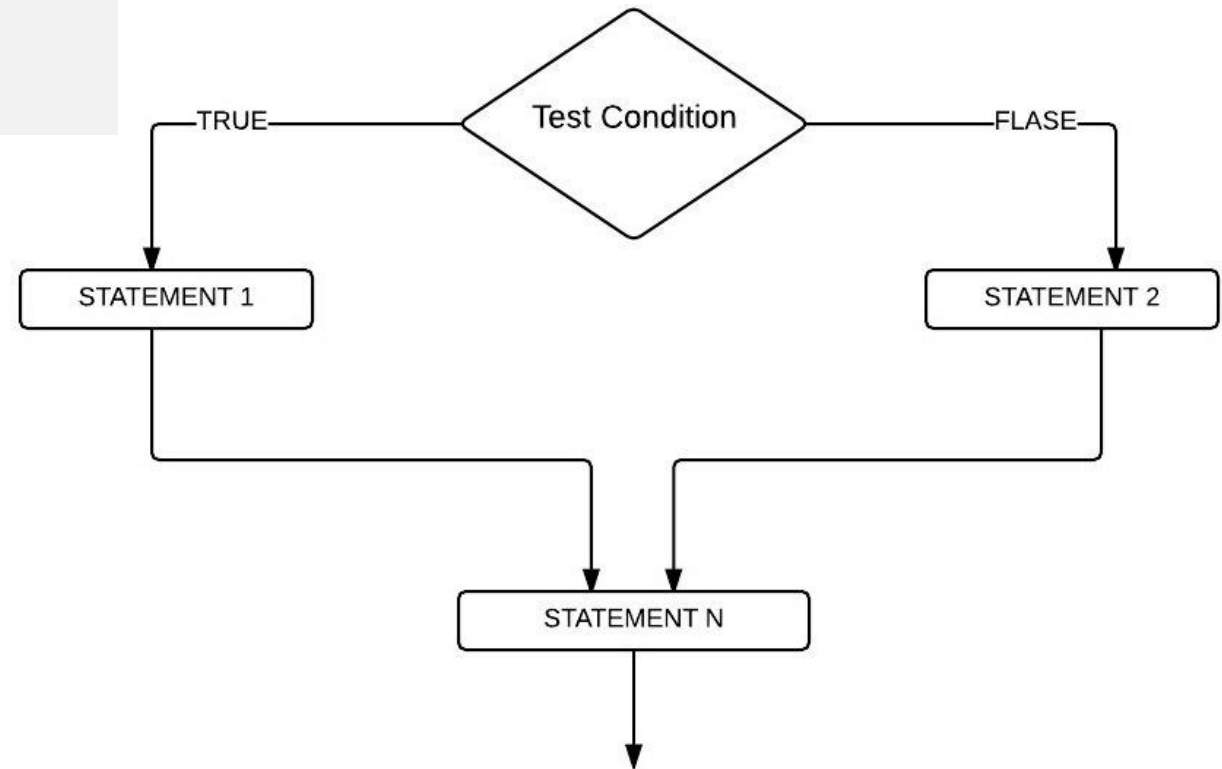 Test Condition
TRUE
FLASE
STATEMENT 1
STATEMENT 2
STATEMENT N